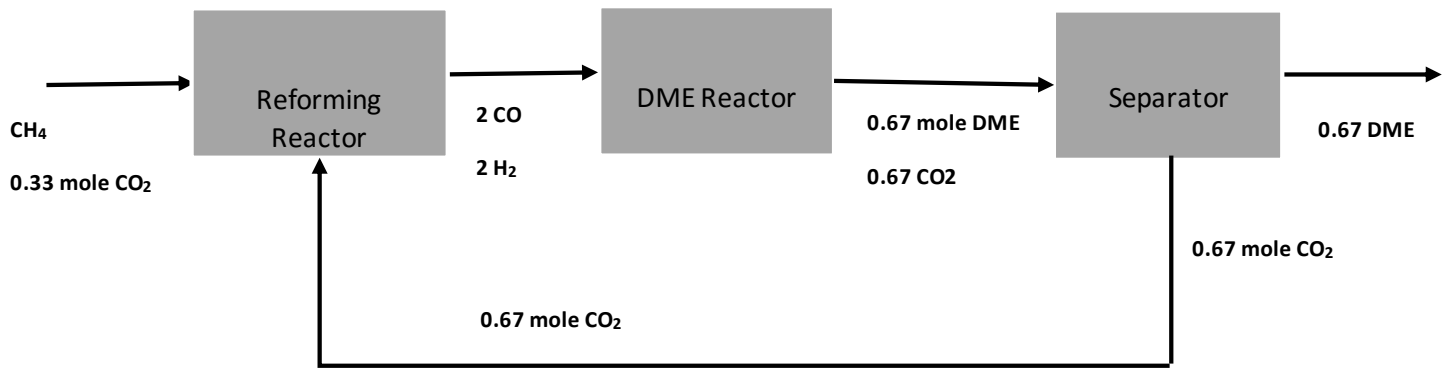 Reforming
Reactor
DME Reactor
Separator
CH₄
0.33 mole CO₂
2 CO
2 H₂
0.67 mole DME
0.67 CO2
0.67 DME
0.67 mole CO₂
0.67 mole CO₂